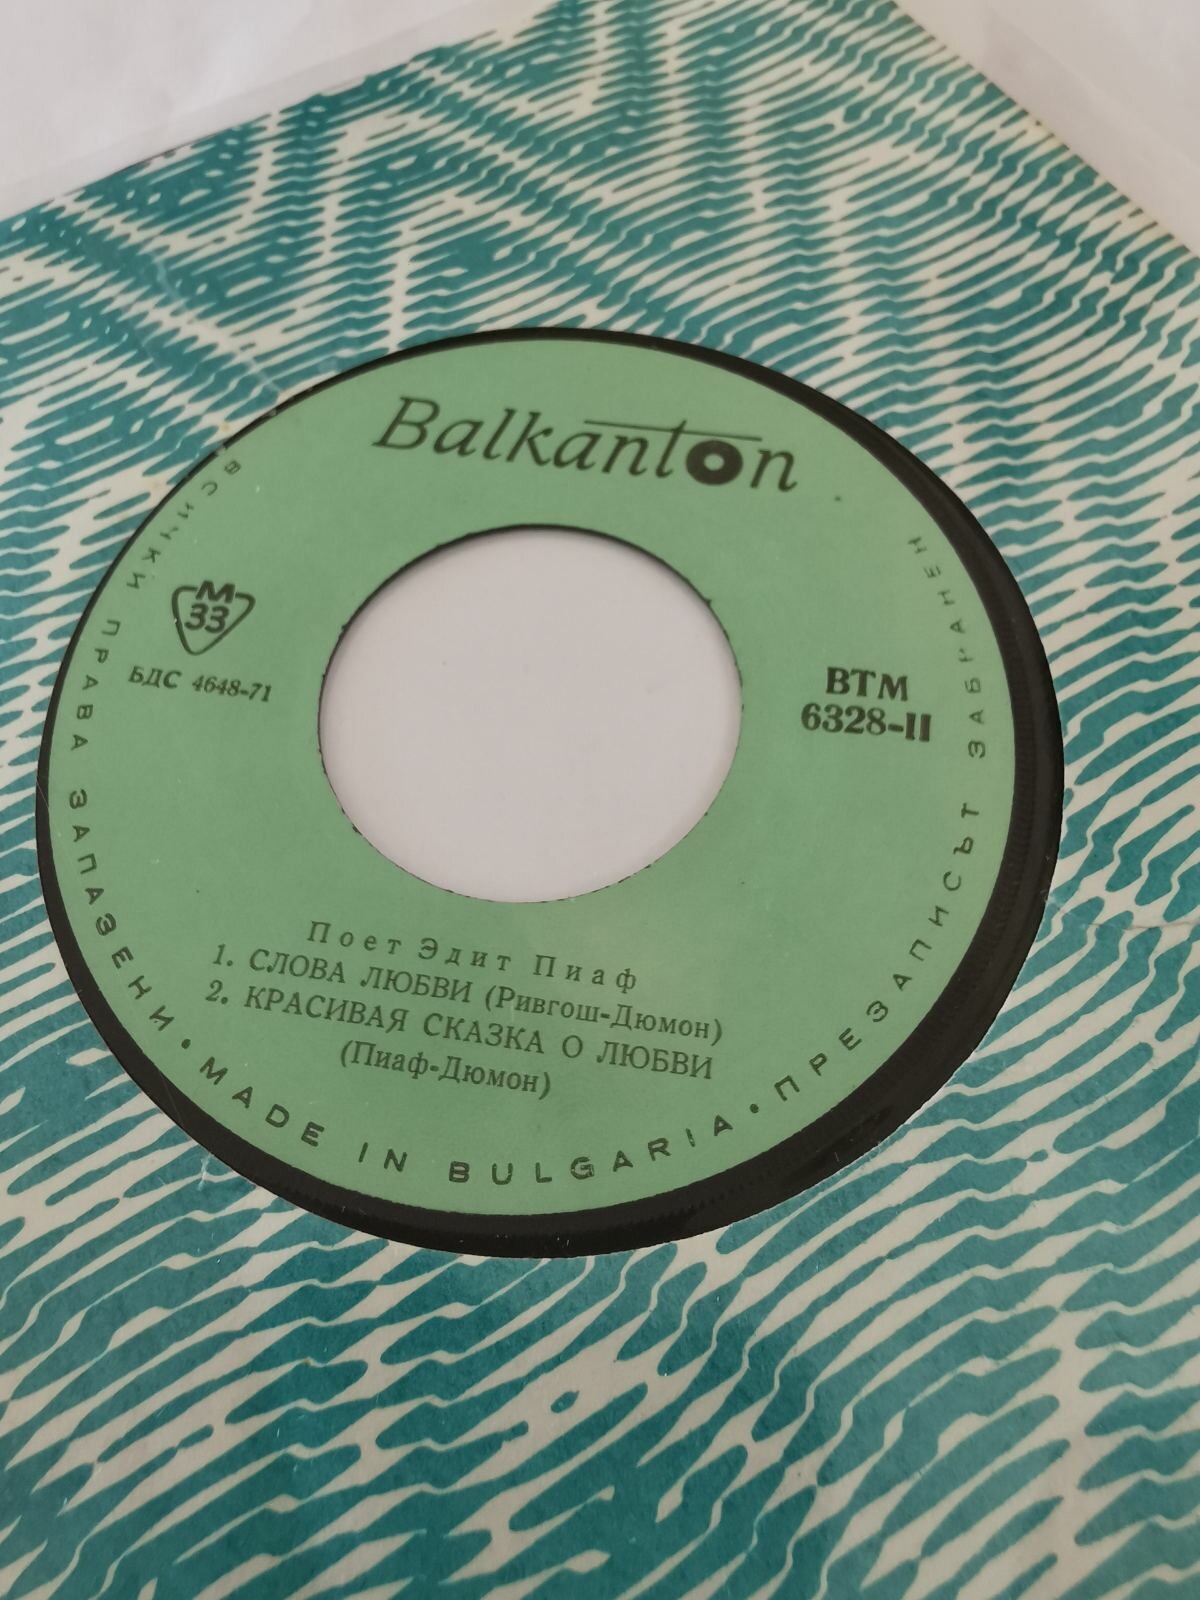 Balkanton
М
33
БДС 4648-71
ВТМ
6328-II
Поет Эдит Пиаф
1. СЛОВА ЛЮБВИ (Ривгош-Дюмон)
2. КРАСИВАЯ СКАЗКА О ЛЮБВИ
(Пиаф-Дюмон)
ВСИЧКИ ПРАВА ЗАПАЗЕНИ • MADE IN BULGARIA • ПРЕЗАПИСЪТ ЗАБРАНЕН